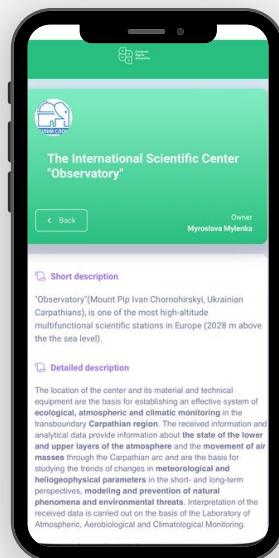 The International Scientific Center
"Observatory"
Back
Owner
Myroslava Mylenka
Short description
"Observatory"(Mount Pip Ivan Chornohirskyi, Ukrainian
Carpathians), is one of the most high-altitude
multifunctional scientific stations in Europe (2028 m above
the the sea level).
Detailed description
The location of the center and its material and technical
equipment are the basis for establishing an effective system of
ecological, atmospheric and climatic monitoring in the
transboundary Carpathian region. The received information and
analytical data provide information about the state of the lower
and upper layers of the atmosphere and the movement of air
masses through the Carpathian arc and are the basis for
studying the trends of changes in meteorological and
heliogeophysical parameters in the short- and long-term
perspectives, modeling and prevention of natural
phenomena and environmental threats. Interpretation of the
received data is carried out on the basis of the Laboratory of
Atmospheric, Aerobiological and Climatological Monitoring.